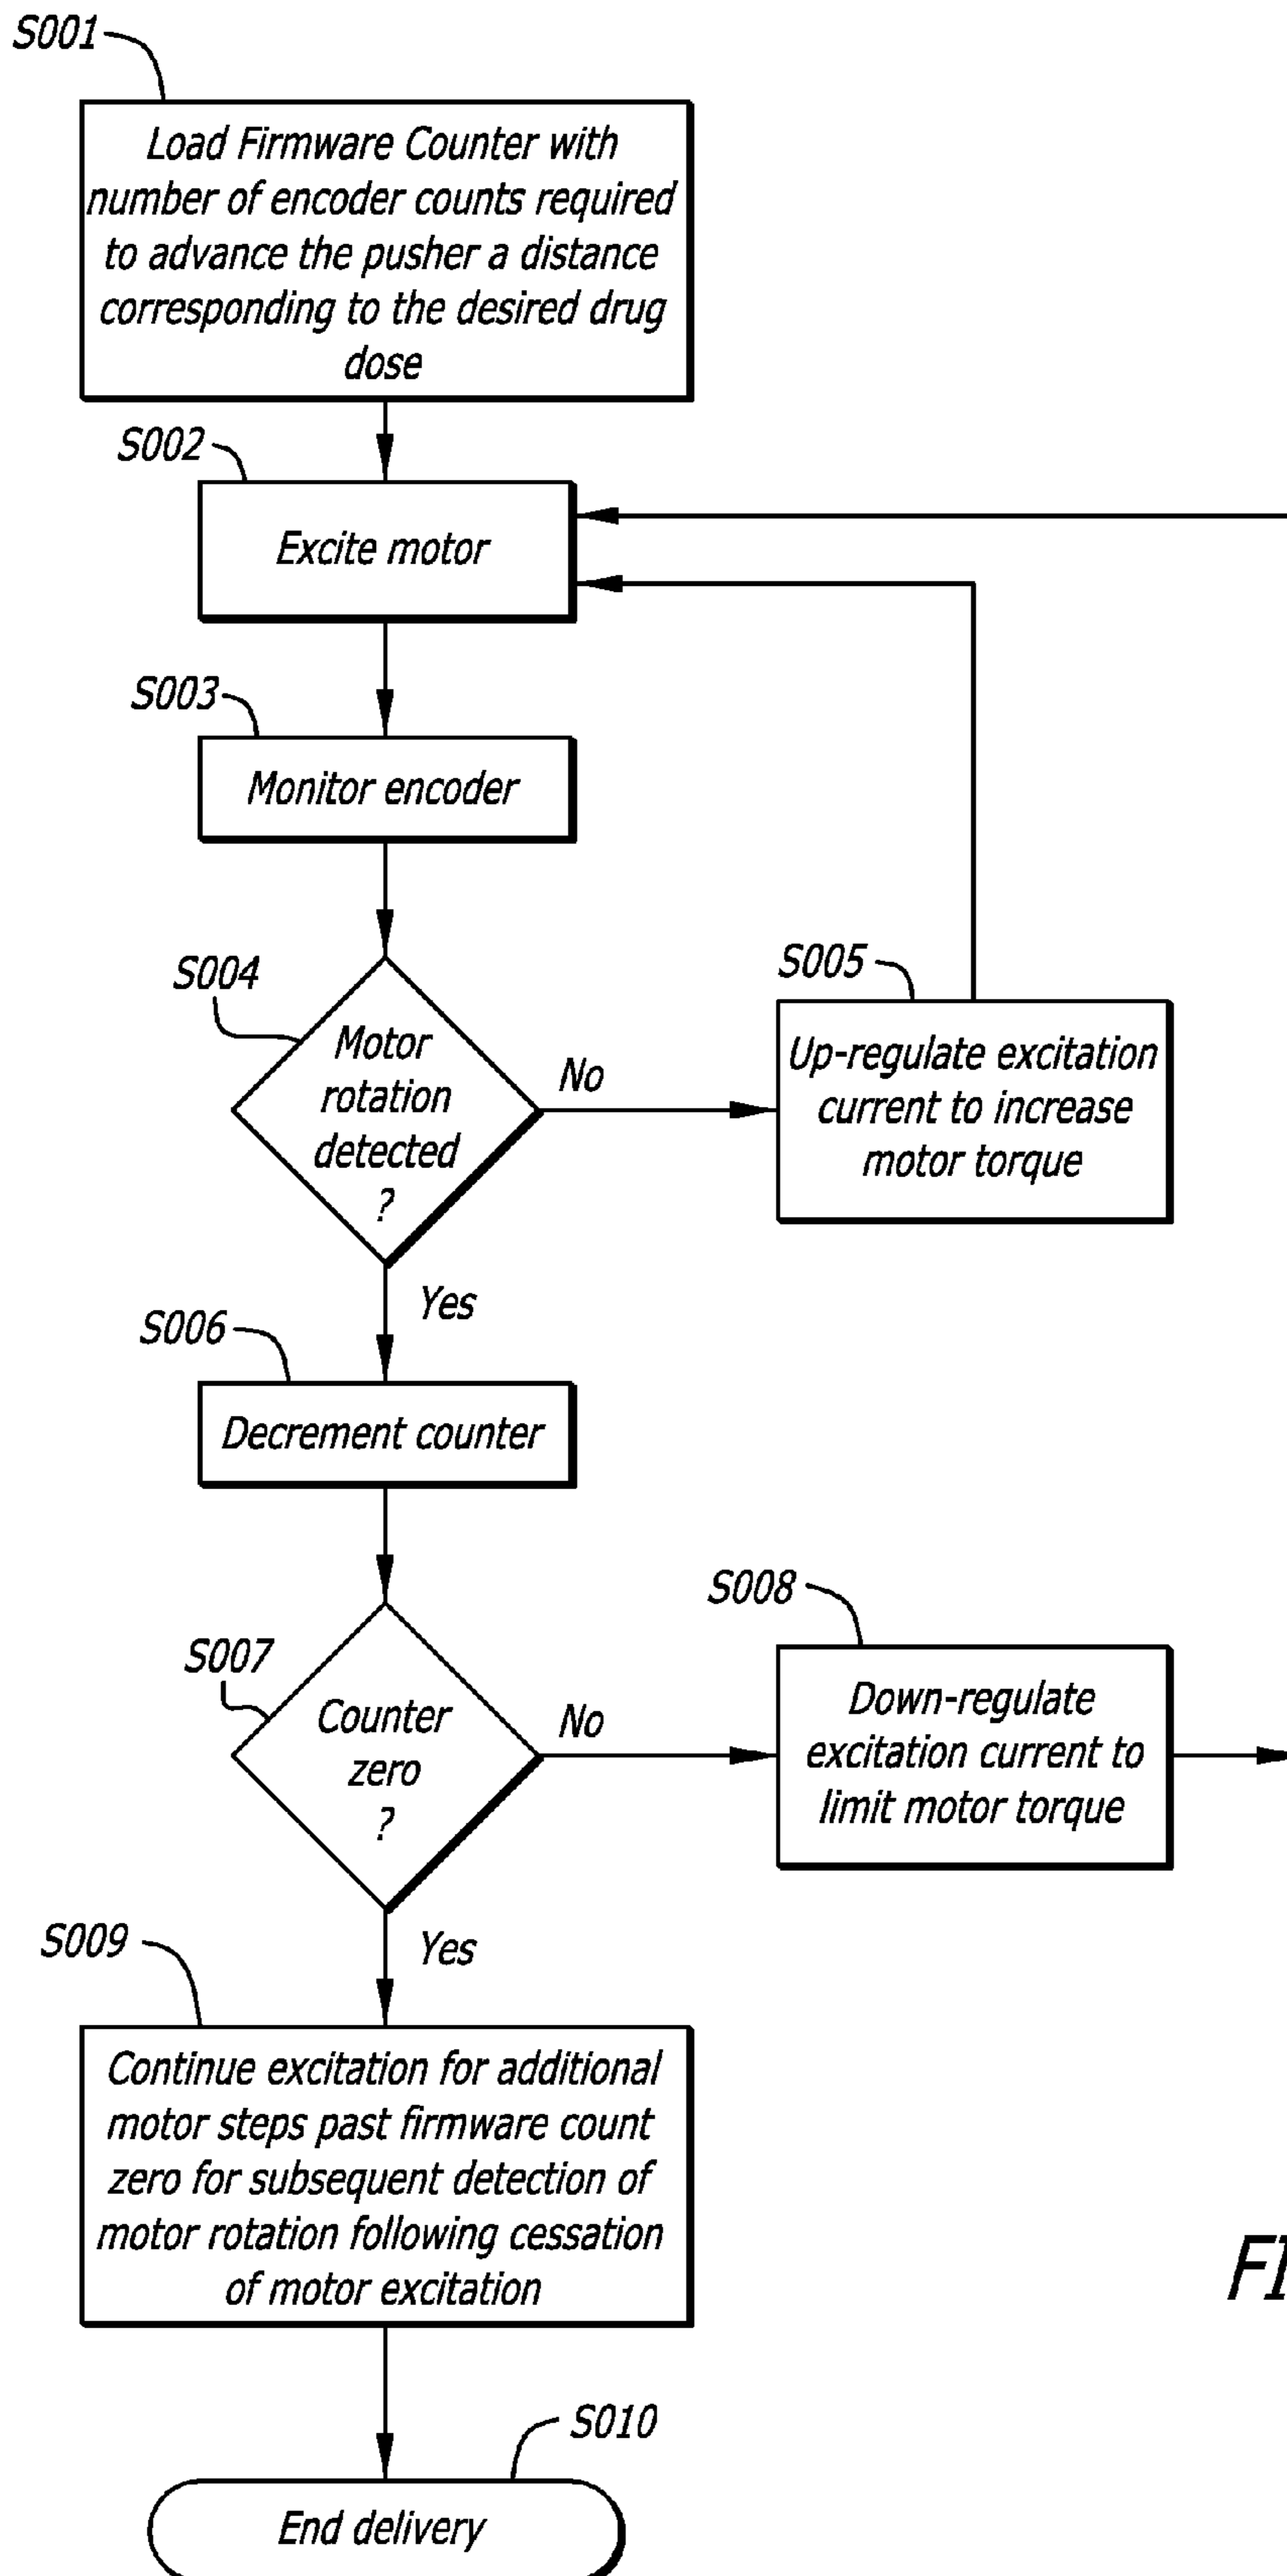 S001
Load Firmware Counter with
number of encoder counts required
to advance the pusher a distance
corresponding to the desired drug
dose
S002
Excite motor
S003
Monitor encoder
S004
Motor
rotation
detected
?
No
S005
Up-regulate excitation
current to increase
motor torque
Yes
S006
Decrement counter
S007
Counter
zero
?
No
S008
Down-regulate
excitation current to
limit motor torque
Yes
S009
Continue excitation for additional
motor steps past firmware count
zero for subsequent detection of
motor rotation following cessation
of motor excitation
S010
End delivery